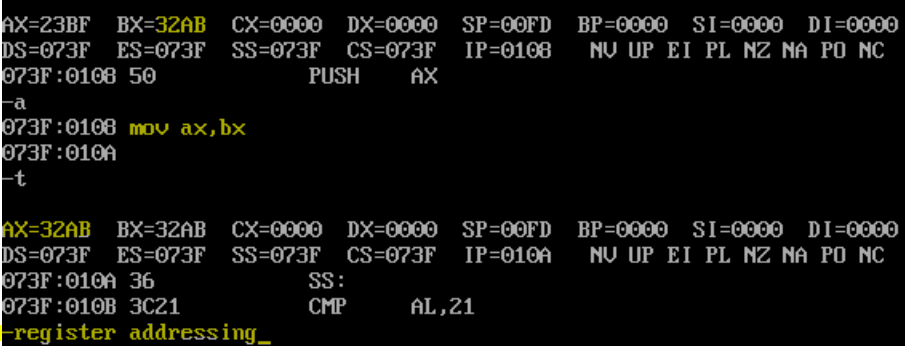 AX=23BF  BX=32AB  CX=0000  DX=0000  SP=00FD  BP=0000  SI=0000  DI=0000
DS=073F  ES=073F  SS=073F  CS=073F  IP=0108   NV UP EI PL NZ NA PO NC
073F:0108 50            PUSH    AX
-a
073F:0108 mov ax,bx
073F:010A
-t

AX=32AB  BX=32AB  CX=0000  DX=0000  SP=00FD  BP=0000  SI=0000  DI=0000
DS=073F  ES=073F  SS=073F  CS=073F  IP=010A   NV UP EI PL NZ NA PO NC
073F:010A 36            SS:
073F:010B 3C21          CMP     AL,21
-register addressing_